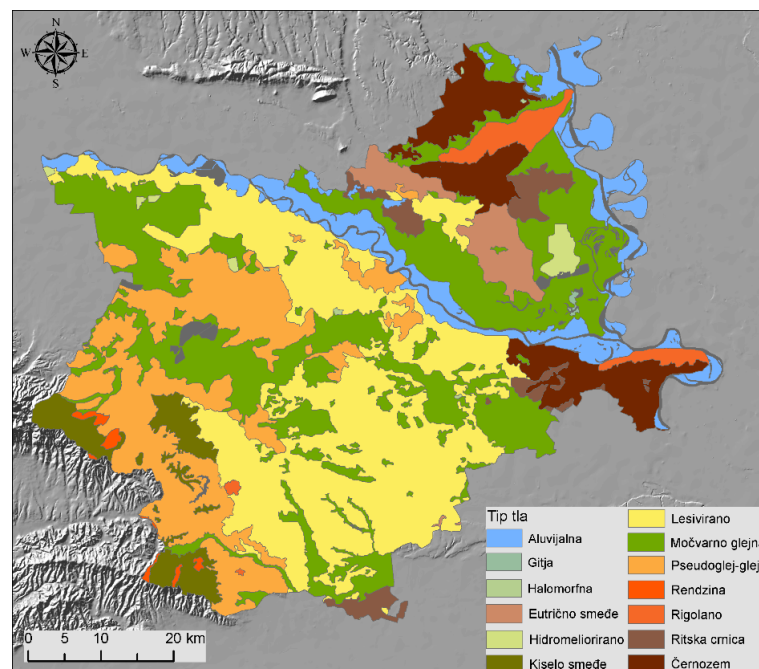 N
W E
S
Tip tla
Aluvijalna
Gitja
Halomorfna
Eutrično smeđe
Hidromeliorirano
Kiselo smeđe
Lesivirano
Močvarno glejna
Pseudoglej-glej
Rendzina
Rigolano
Ritska crnica
Černozem
0 5 10 20 km